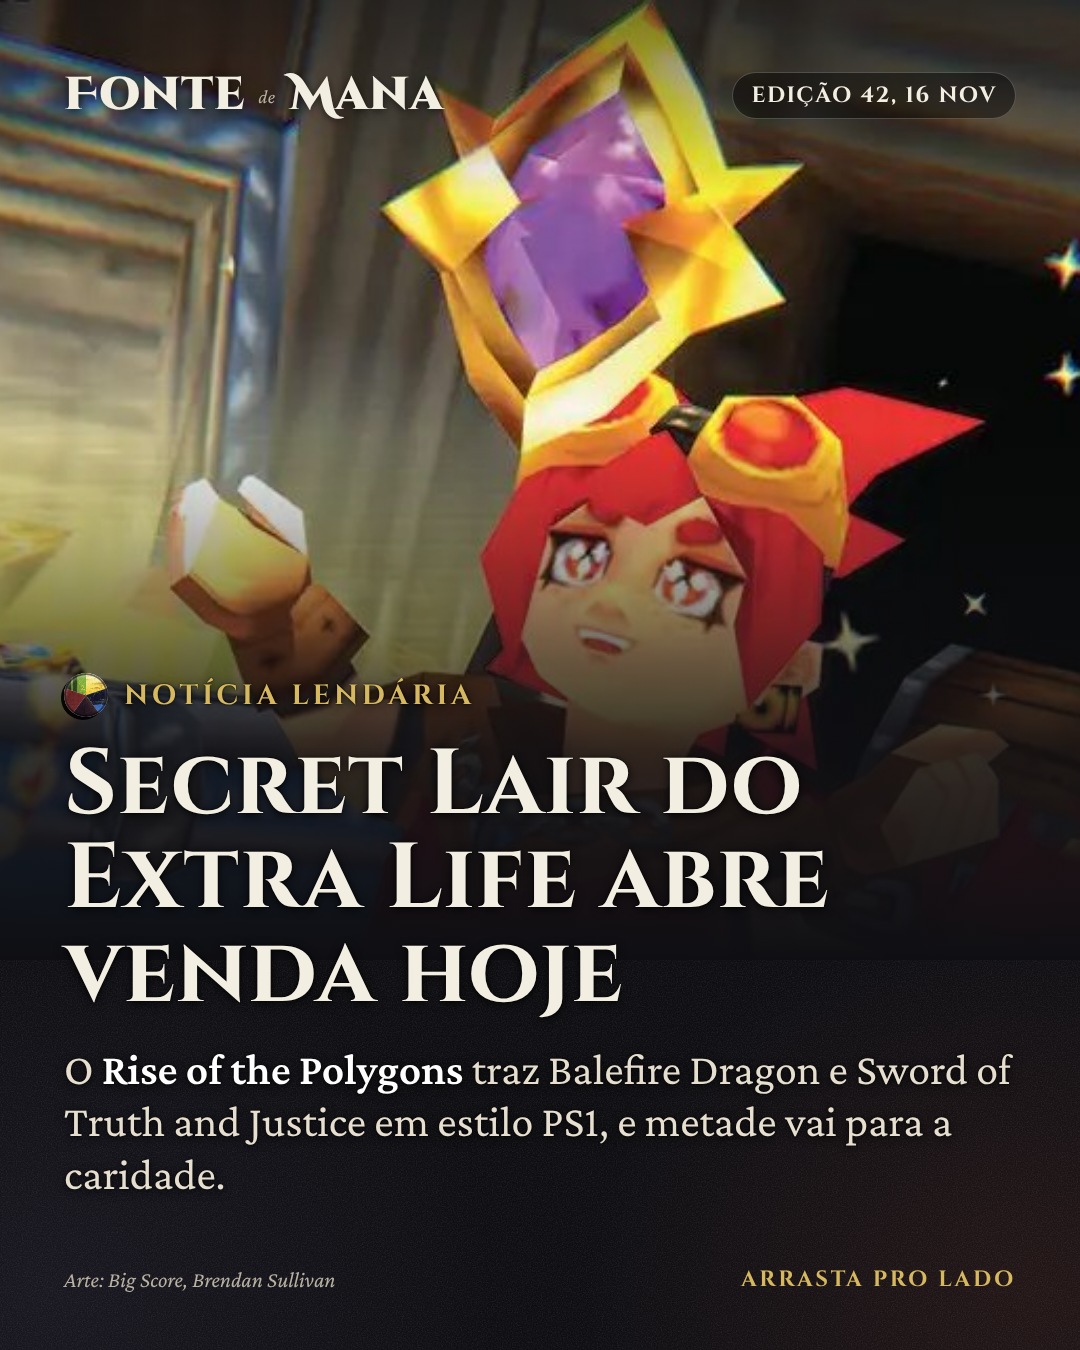 Fonte de Mana
EDIÇÃO 42, 16 NOV
NOTÍCIA LENDÁRIA
Secret Lair do
Extra Life abre
venda hoje
O Rise of the Polygons traz Balefire Dragon e Sword of
Truth and Justice em estilo PS1, e metade vai para a
caridade.
Arte: Big Score, Brendan Sullivan
ARRASTA PRO LADO